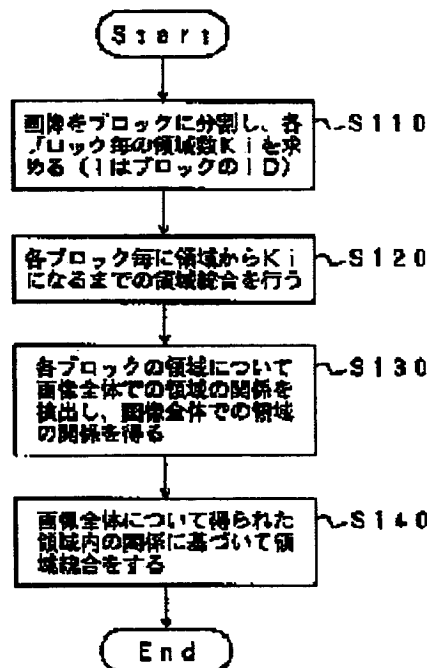 Start
画像をブロックに分割し、各
ブロック毎の領域数Kiを求
める（iはブロックのID）
S110
各ブロック毎に領域からKi
になるまでの領域統合を行う
S120
各ブロックの領域について
画像全体での領域の関係を
検出し、画像全体での領域
の関係を得る
S130
画像全体について得られた
領域内の関係に基づいて領
域統合をする
S140
End